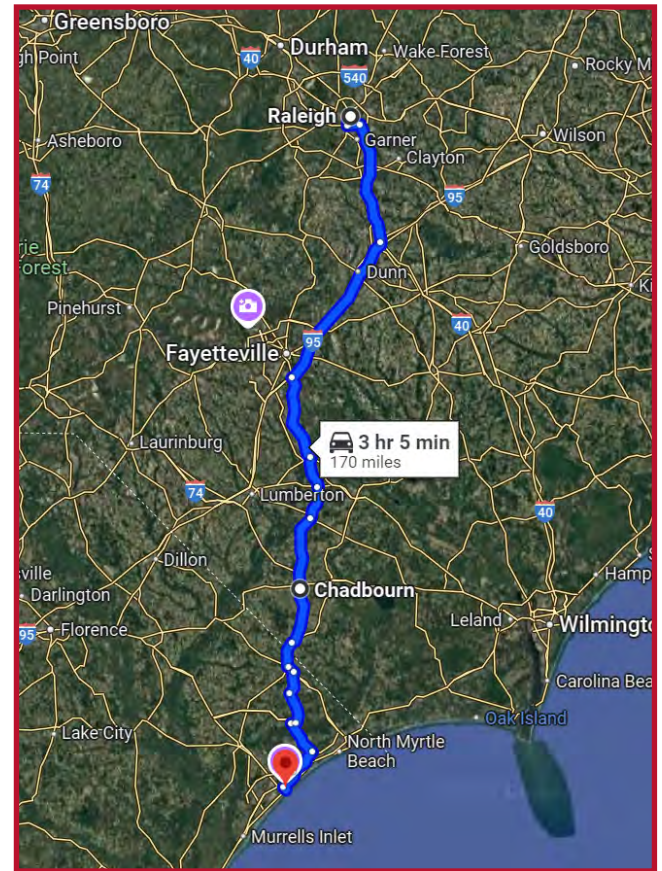 Greensboro
gh Point
40
Durham
Wake Forest
540
Rocky M
Raleigh
Garner
Wilson
Asheboro
Clayton
74
95
rie
Forest
Goldsboro
Dunn
Ki
Pinehurst
40
95
Fayetteville
3 hr 5 min
170 miles
Laurinburg
74
Lumberton
40
Dillon
sville
Hamp
Darlington
Chadbourn
Leland
95
Florence
Wilmingto
Carolina Bea
Oak Island
Lake City
North Myrtle
Beach
Murrells Inlet